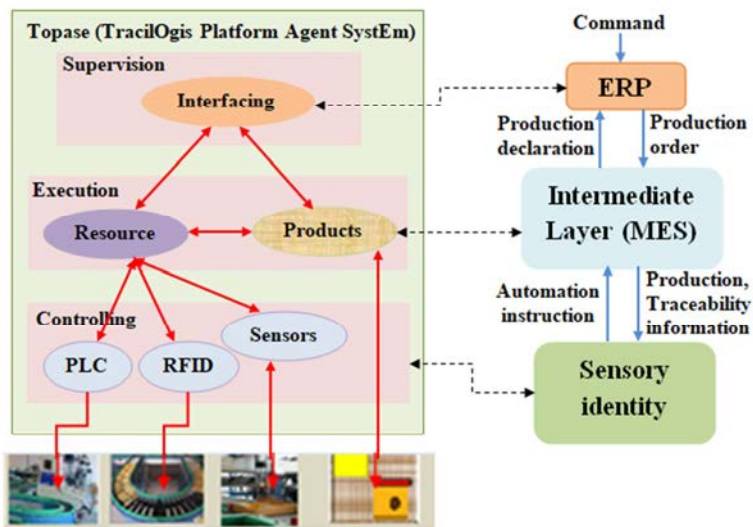 Topase (TracilOgis Platform Agent SystEm)
Supervision
Interfacing
Execution
Resource
Products
Controlling
PLC
RFID
Sensors
Command
ERP
Production
declaration
Production
order
Intermediate
Layer (MES)
Automation
instruction
Production,
Traceability
information
Sensory
identity